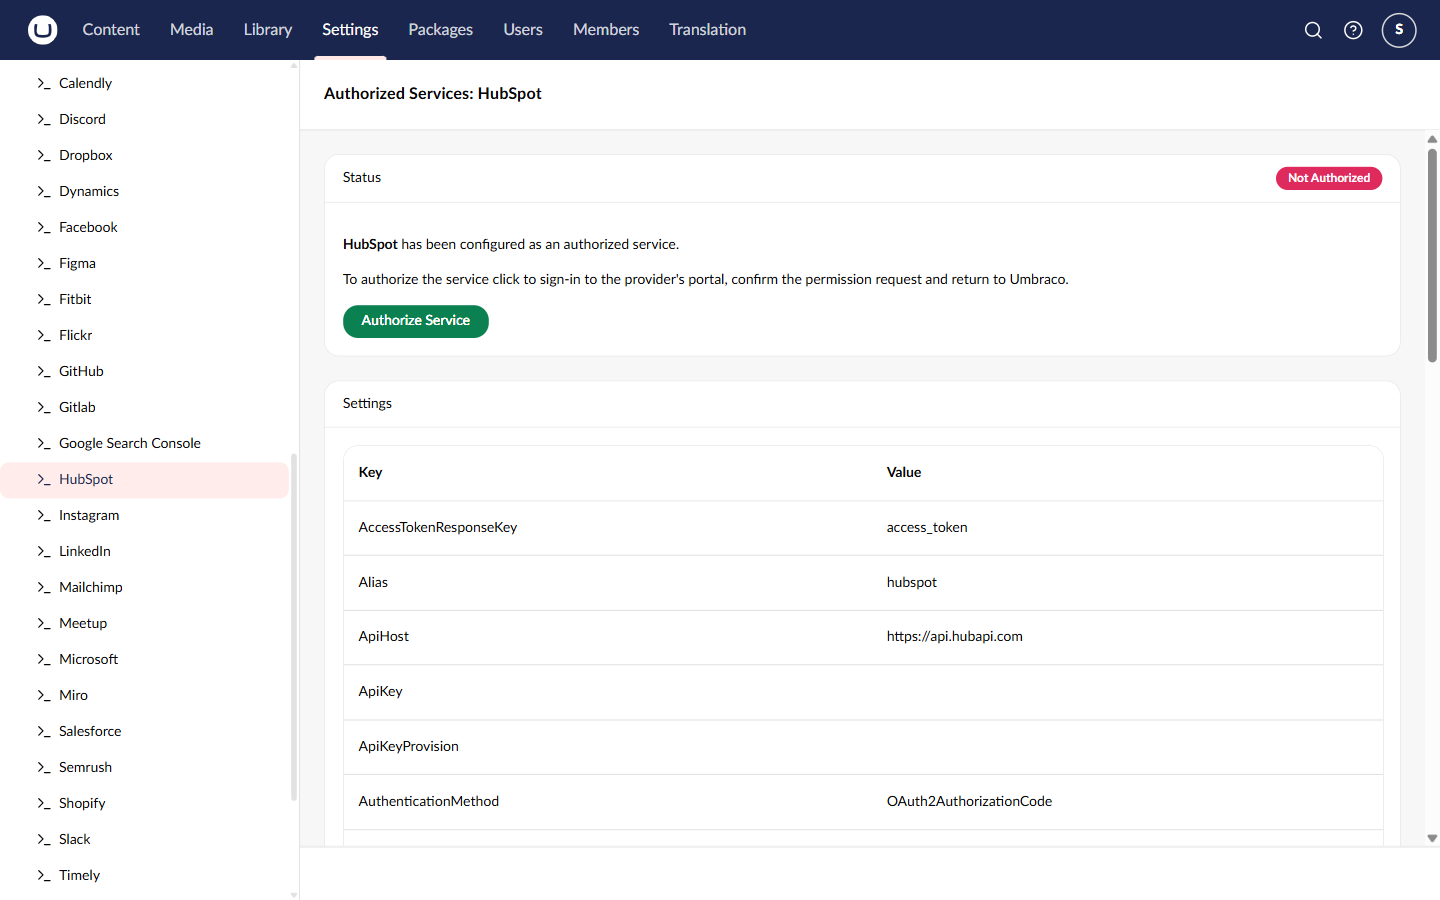 Content Media Library Settings Packages Users Members Translation S
Calendly
Discord
Dropbox
Dynamics
Facebook
Figma
Fitbit
Flickr
GitHub
Gitlab
Google Search Console
HubSpot
Instagram
LinkedIn
Mailchimp
Meetup
Microsoft
Miro
Salesforce
Semrush
Shopify
Slack
Timely
Authorized Services: HubSpot
Status Not Authorized
HubSpot has been configured as an authorized service.
To authorize the service click to sign-in to the provider's portal, confirm the permission request and return to Umbraco.
Authorize Service
Settings
Key Value
AccessTokenResponseKey access_token
Alias hubspot
ApiHost https://api.hubapi.com
ApiKey
ApiKeyProvision
AuthenticationMethod OAuth2AuthorizationCode